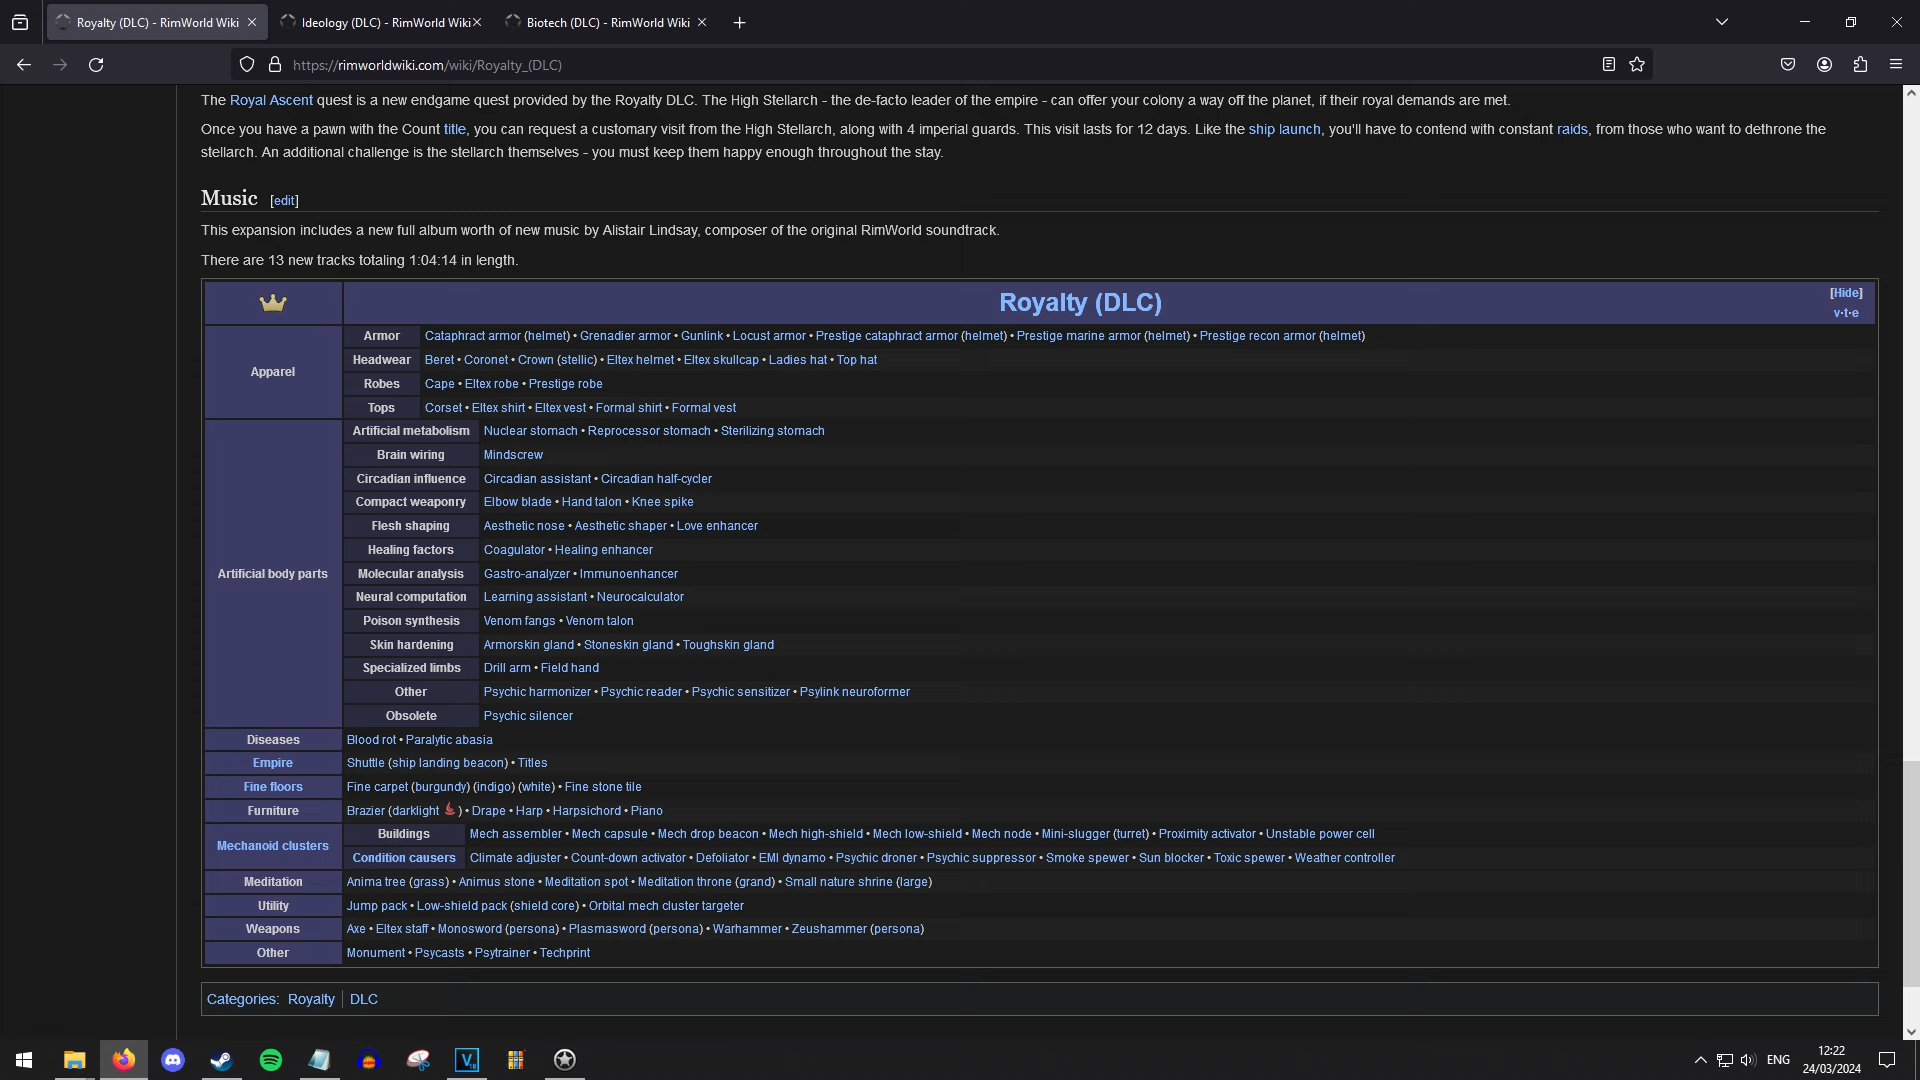 Royalty (DLC) - RimWorld Wiki
Ideology (DLC) - RimWorld Wiki
Biotech (DLC) - RimWorld Wiki
https://rimworldwiki.com/wiki/Royalty_(DLC)
The Royal Ascent quest is a new endgame quest provided by the Royalty DLC. The High Stellarch - the de-facto leader of the empire - can offer your colony a way off the planet, if their royal demands are met.
Once you have a pawn with the Count title, you can request a customary visit from the High Stellarch, along with 4 imperial guards. This visit lasts for 12 days. Like the ship launch, you'll have to contend with constant raids, from those who want to dethrone the
stellarch. An additional challenge is the stellarch themselves - you must keep them happy enough throughout the stay.
Music [edit]
This expansion includes a new full album worth of new music by Alistair Lindsay, composer of the original RimWorld soundtrack.
There are 13 new tracks totaling 1:04:14 in length.
Royalty (DLC)
[Hide]
v·t·e
Apparel
Armor Cataphract armor (helmet) • Grenadier armor • Gunlink • Locust armor • Prestige cataphract armor (helmet) • Prestige marine armor (helmet) • Prestige recon armor (helmet)
Headwear Beret • Coronet • Crown (stellic) • Eltex helmet • Eltex skullcap • Ladies hat • Top hat
Robes Cape • Eltex robe • Prestige robe
Tops Corset • Eltex shirt • Eltex vest • Formal shirt • Formal vest
Artificial body parts
Artificial metabolism Nuclear stomach • Reprocessor stomach • Sterilizing stomach
Brain wiring Mindscrew
Circadian influence Circadian assistant • Circadian half-cycler
Compact weaponry Elbow blade • Hand talon • Knee spike
Flesh shaping Aesthetic nose • Aesthetic shaper • Love enhancer
Healing factors Coagulator • Healing enhancer
Molecular analysis Gastro-analyzer • Immunoenhancer
Neural computation Learning assistant • Neurocalculator
Poison synthesis Venom fangs • Venom talon
Skin hardening Armorskin gland • Stoneskin gland • Toughskin gland
Specialized limbs Drill arm • Field hand
Other Psychic harmonizer • Psychic reader • Psychic sensitizer • Psylink neuroformer
Obsolete Psychic silencer
Diseases Blood rot • Paralytic abasia
Empire Shuttle (ship landing beacon) • Titles
Fine floors Fine carpet (burgundy) (indigo) (white) • Fine stone tile
Furniture Brazier (darklight ) • Drape • Harp • Harpsichord • Piano
Mechanoid clusters
Buildings Mech assembler • Mech capsule • Mech drop beacon • Mech high-shield • Mech low-shield • Mech node • Mini-slugger (turret) • Proximity activator • Unstable power cell
Condition causers Climate adjuster • Count-down activator • Defoliator • EMI dynamo • Psychic droner • Psychic suppressor • Smoke spewer • Sun blocker • Toxic spewer • Weather controller
Meditation Anima tree (grass) • Animus stone • Meditation spot • Meditation throne (grand) • Small nature shrine (large)
Utility Jump pack • Low-shield pack (shield core) • Orbital mech cluster targeter
Weapons Axe • Eltex staff • Monosword (persona) • Plasmasword (persona) • Warhammer • Zeushammer (persona)
Other Monument • Psycasts • Psytrainer • Techprint
Categories: Royalty DLC
ENG
12:22
24/03/2024